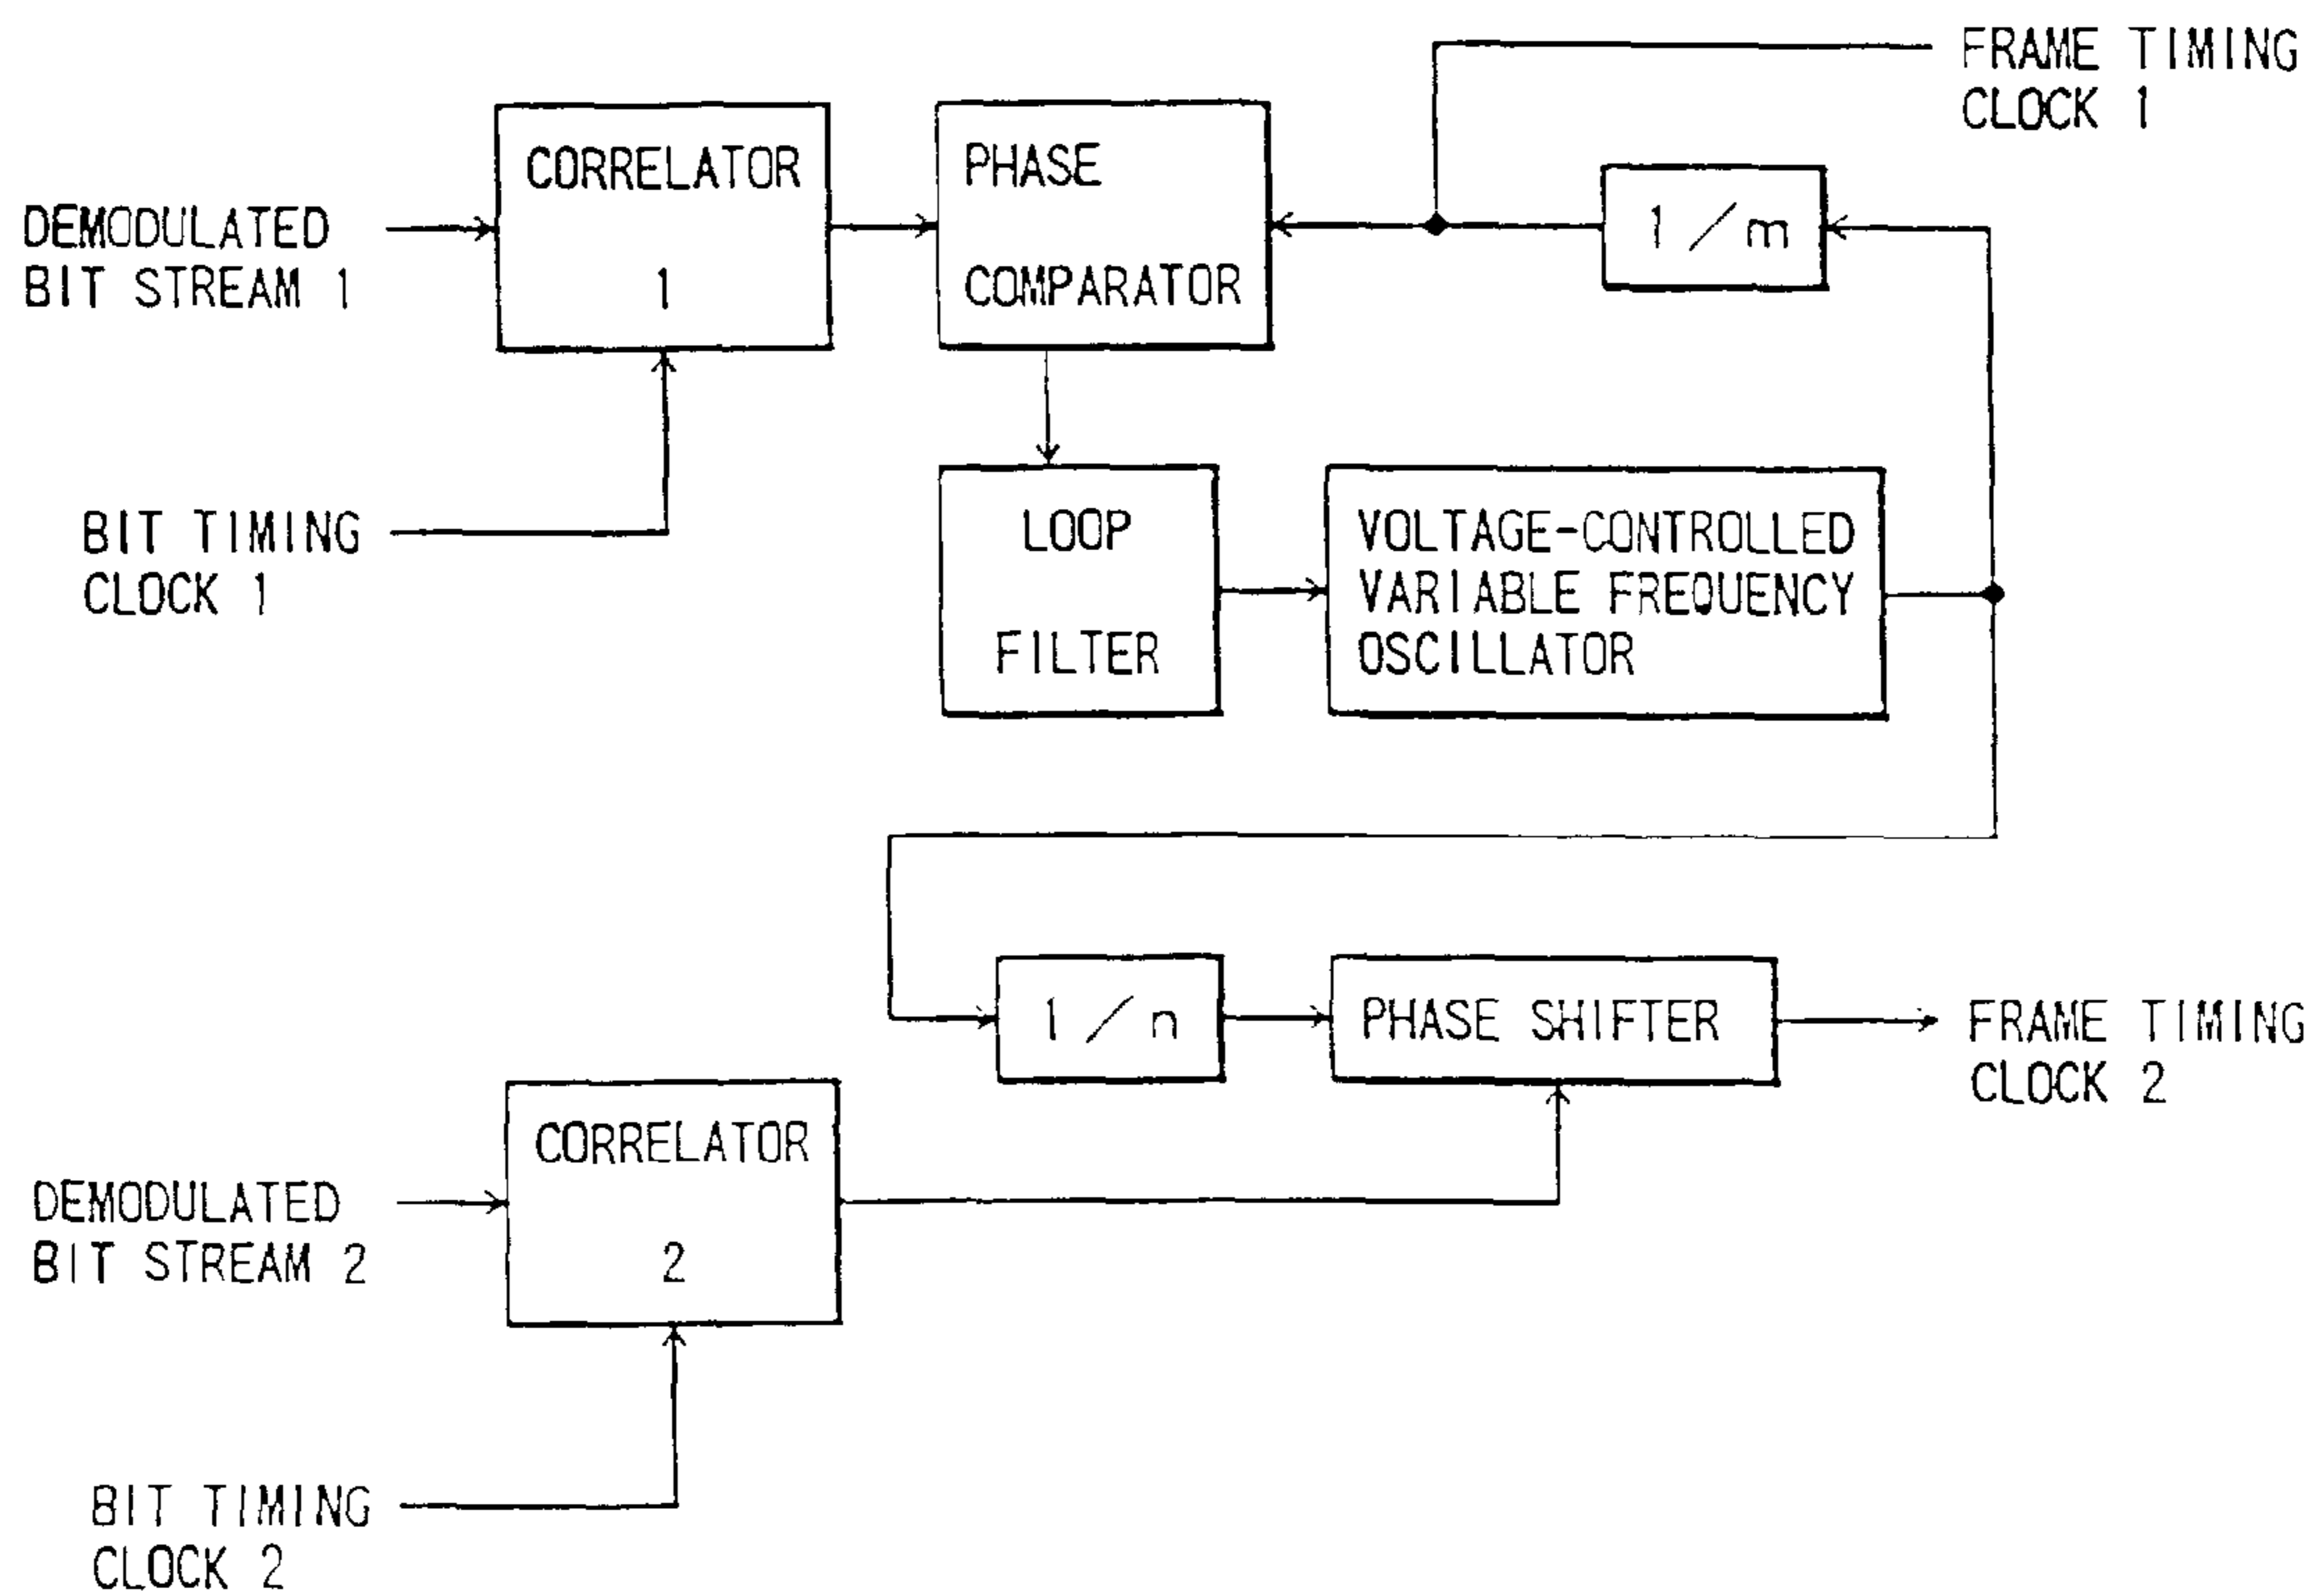 FRAME TIMING
CLOCK 1
CORRELATOR
1
PHASE
COMPARATOR
1/m
DEMODULATED
BIT STREAM 1
BIT TIMING
CLOCK 1
LOOP
FILTER
VOLTAGE-CONTROLLED
VARIABLE FREQUENCY
OSCILLATOR
1/n
PHASE SHIFTER
FRAME TIMING
CLOCK 2
CORRELATOR
2
DEMODULATED
BIT STREAM 2
BIT TIMING
CLOCK 2